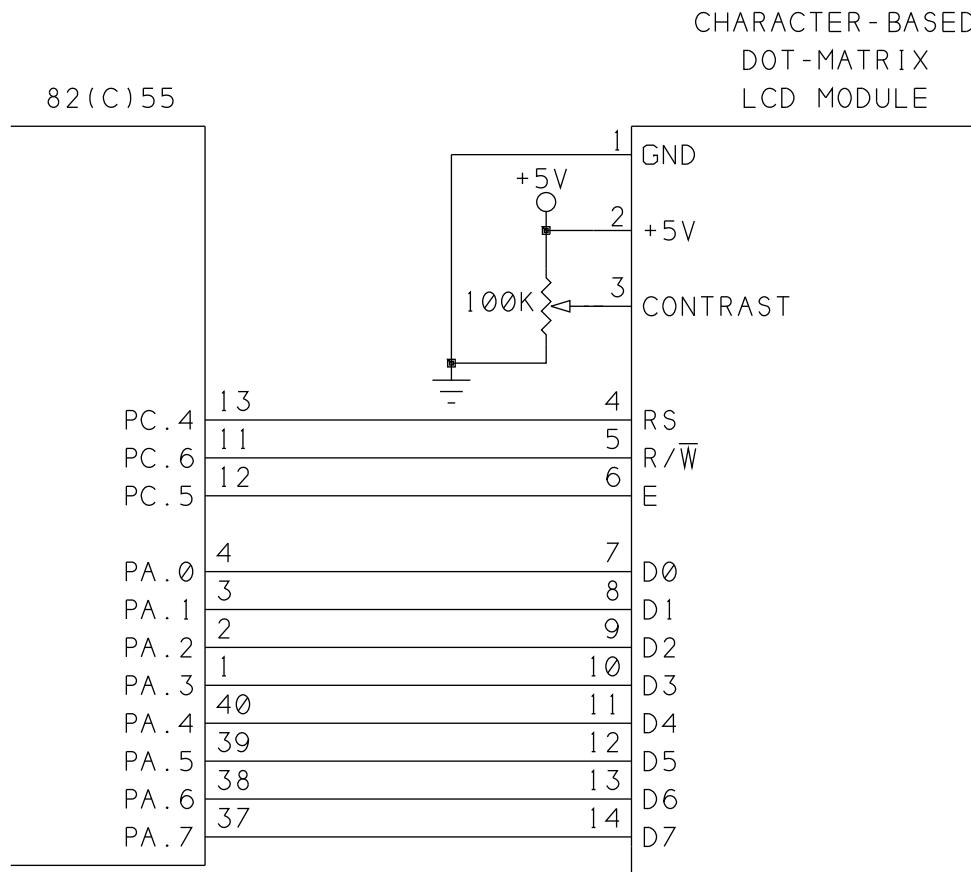 CHARACTER-BASED
DOT-MATRIX
LCD MODULE
82(C)55
1 GND
+5V
2 +5V
100K 3 CONTRAST
PC.4 13 4 RS
PC.6 11 5 R/W̅
PC.5 12 6 E
PA.0 4 7 D0
PA.1 3 8 D1
PA.2 2 9 D2
PA.3 1 10 D3
PA.4 40 11 D4
PA.5 39 12 D5
PA.6 38 13 D6
PA.7 37 14 D7